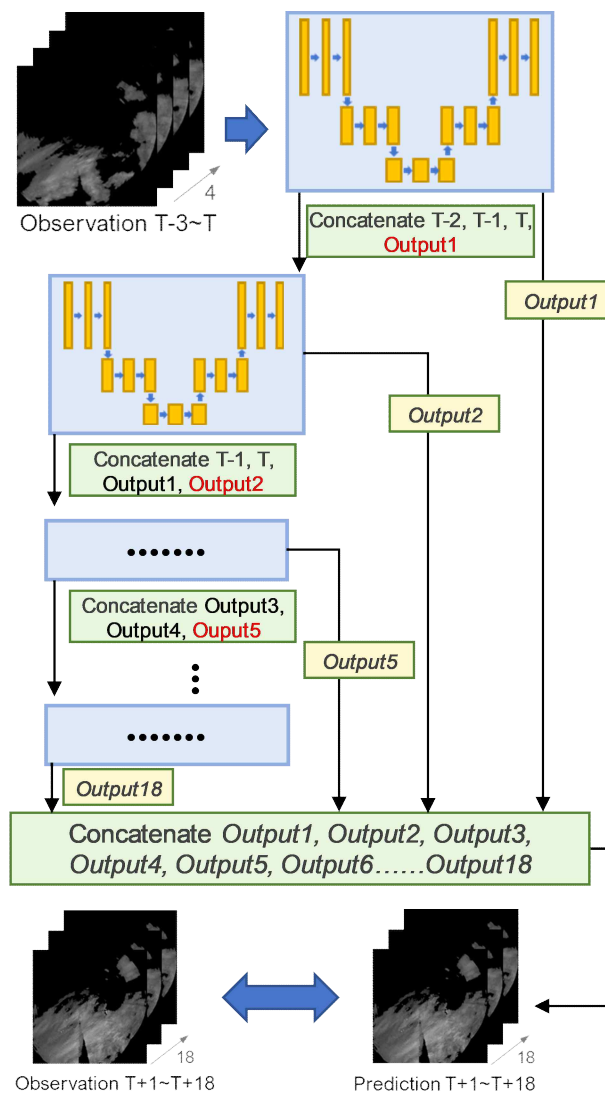 4
Observation T-3~T
Concatenate T-2, T-1, T,
Output1
Output1
Output2
Concatenate T-1, T,
Output1, Output2
Concatenate Output3,
Output4, Ouput5
Output5
Output18
Concatenate Output1, Output2, Output3,
Output4, Output5, Output6......Output18
18
Observation T+1~T+18
18
Prediction T+1~T+18